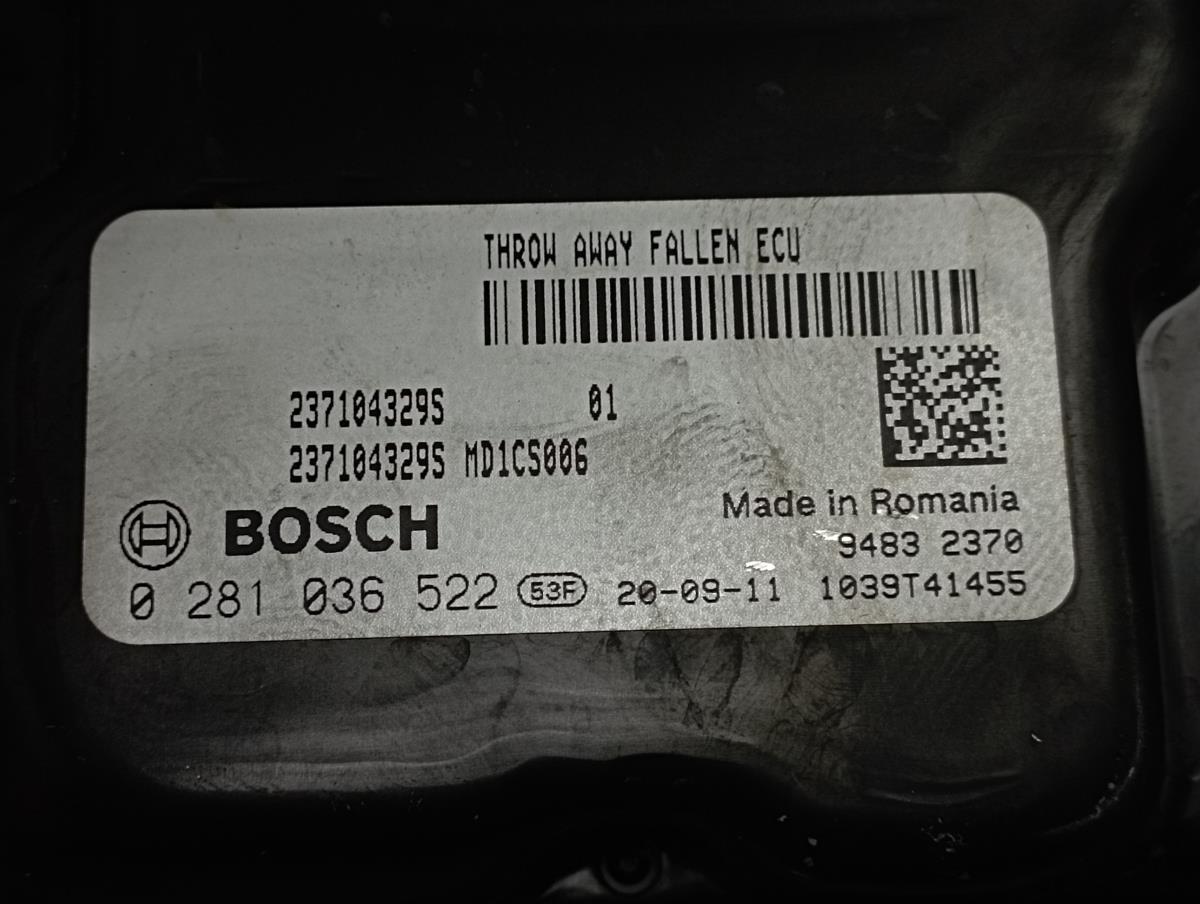 THROW AWAY FALLEN ECU
237104329S 01
237104329S MD1CS006
Made in Romania
BOSCH
9483 2370
0 281 036 522 53F 20-09-11 1039T41455